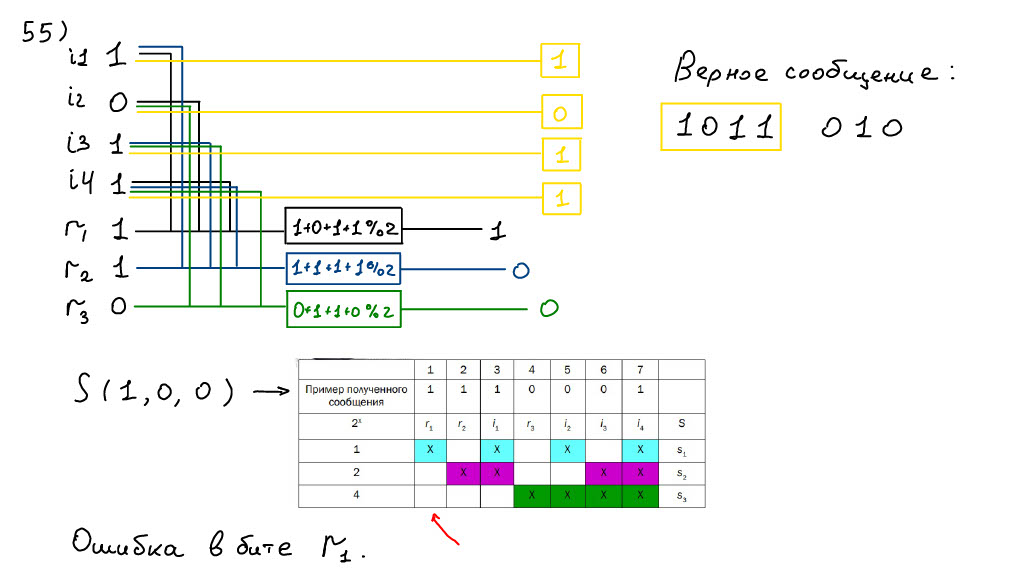 55)
i1 1 1
i2 0 0
i3 1 1
i4 1 1
r₁ 1 1+0+1+1%2 1
r₂ 1 1+1+1+1%2 0
r₃ 0 0+1+1+0%2 0
Верное сообщение:
1011 010
S(1,0,0) →
1 2 3 4 5 6 7
Пример полученного сообщения 1 1 1 0 0 0 1
2ˣ r₁ r₂ i₁ r₃ i₂ i₃ i₄ S
1 X X X X s₁
2 X X X X s₂
4 X X X X s₃
Ошибка в бите r₁.